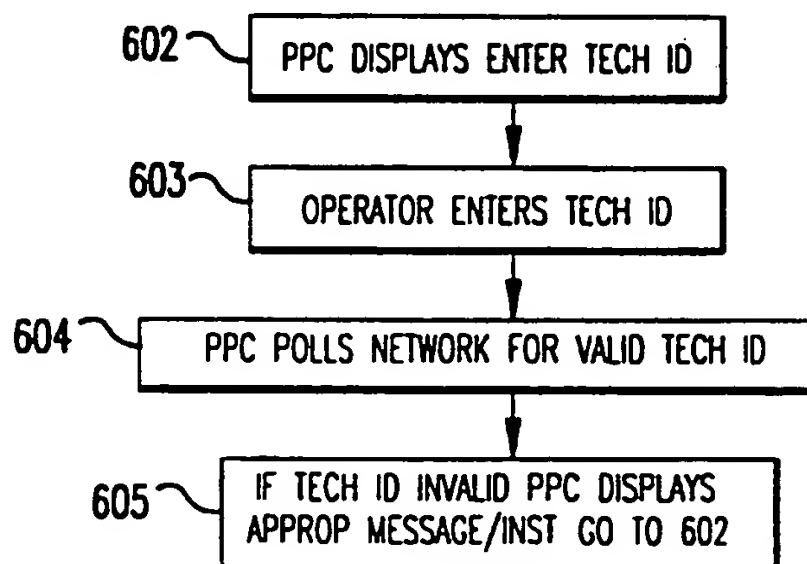 602
PPC DISPLAYS ENTER TECH ID
603
OPERATOR ENTERS TECH ID
604
PPC POLLS NETWORK FOR VALID TECH ID
605
IF TECH ID INVALID PPC DISPLAYS
APPROP MESSAGE/INST GO TO 602